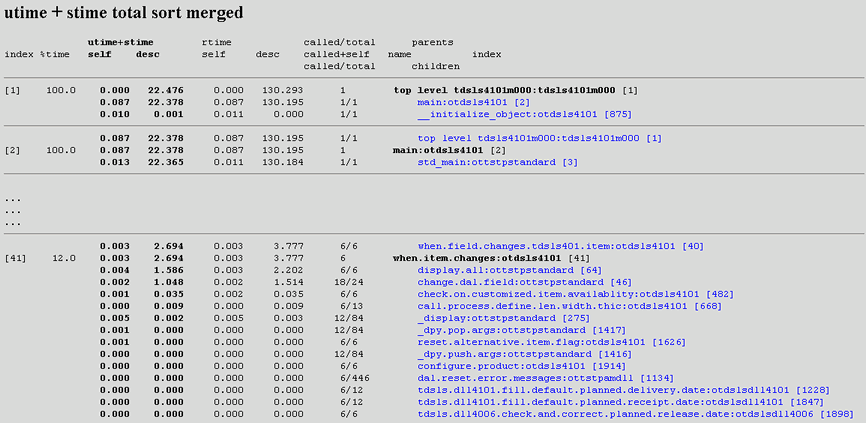 utime + stime total sort merged
utime+stime rtime called/total parents
index %time self desc self desc called+self name index
called/total children
[1] 100.0 0.000 22.476 0.000 130.293 1 top level tdsls4101m000:tdsls4101m000 [1]
0.087 22.378 0.087 130.195 1/1 main:otdsls4101 [2]
0.010 0.001 0.011 0.000 1/1 __initialize_object:otdsls4101 [875]
0.087 22.378 0.087 130.195 1/1 top level tdsls4101m000:tdsls4101m000 [1]
[2] 100.0 0.087 22.378 0.087 130.195 1 main:otdsls4101 [2]
0.013 22.365 0.011 130.184 1/1 std_main:ottstpstandard [3]
...
...
...
0.003 2.694 0.003 3.777 6/6 when.field.changes.tdsls401.item:otdsls4101 [40]
[41] 12.0 0.003 2.694 0.003 3.777 6 when.item.changes:otdsls4101 [41]
0.004 1.586 0.002 2.202 6/6 display.all:ottstpstandard [64]
0.002 1.048 0.002 1.514 18/24 change.dal.field:ottstpstandard [46]
0.001 0.035 0.002 0.035 6/6 check.on.customized.item.availablity:otdsls4101 [482]
0.000 0.009 0.000 0.009 6/13 call.process.define.len.width.thic:otdsls4101 [668]
0.005 0.002 0.005 0.003 12/84 _display:ottstpstandard [275]
0.001 0.000 0.000 0.000 12/84 _dpy.pop.args:ottstpstandard [1417]
0.001 0.000 0.000 0.000 6/6 reset.alternative.item.flag:otdsls4101 [1626]
0.000 0.000 0.000 0.000 12/84 _dpy.push.args:ottstpstandard [1416]
0.000 0.000 0.000 0.000 6/6 configure.product:otdsls4101 [1914]
0.000 0.000 0.000 0.000 6/446 dal.reset.error.messages:ottstpamdll [1134]
0.000 0.000 0.000 0.000 6/12 tdsls.dll4101.fill.default.planned.delivery.date:otdslsdll4101 [1228]
0.000 0.000 0.000 0.000 6/12 tdsls.dll4101.fill.default.planned.receipt.date:otdslsdll4101 [1847]
0.000 0.000 0.000 0.000 6/6 tdsls.dll4006.check.and.correct.planned.release.date:otdslsdll4006 [1898]